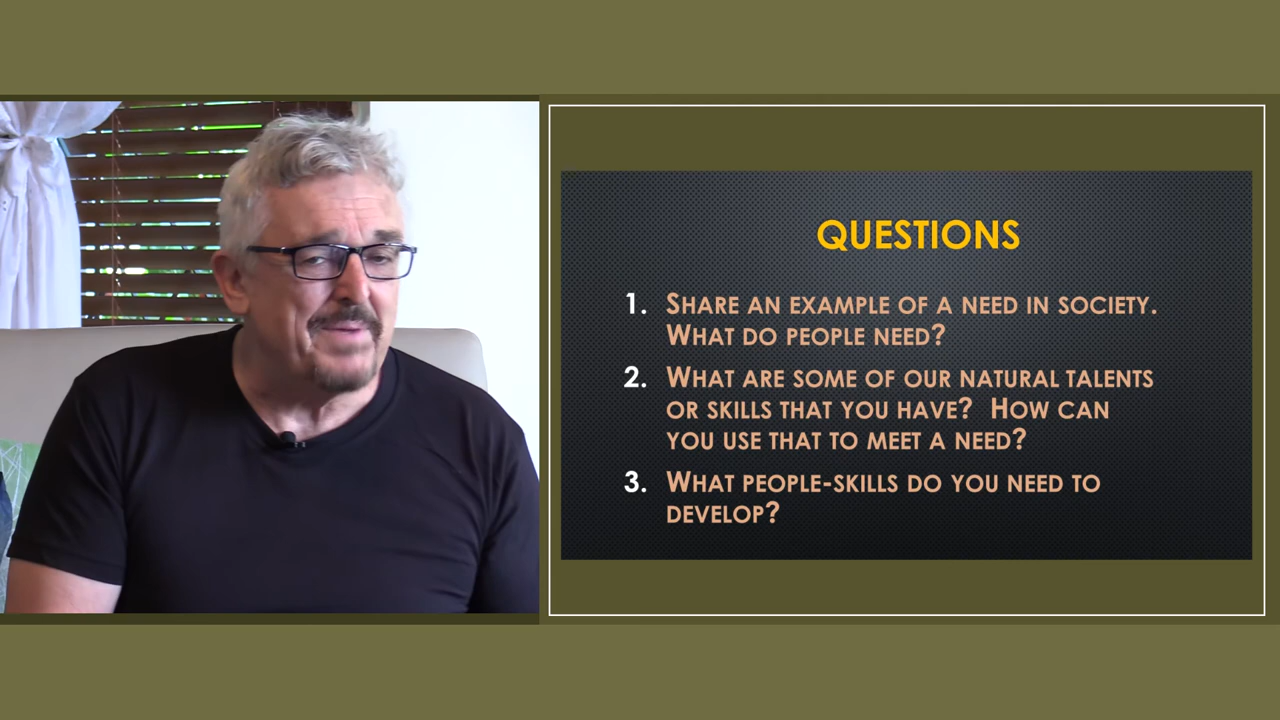 QUESTIONS
1. SHARE AN EXAMPLE OF A NEED IN SOCIETY.
WHAT DO PEOPLE NEED?
2. WHAT ARE SOME OF OUR NATURAL TALENTS
OR SKILLS THAT YOU HAVE? HOW CAN
YOU USE THAT TO MEET A NEED?
3. WHAT PEOPLE-SKILLS DO YOU NEED TO
DEVELOP?